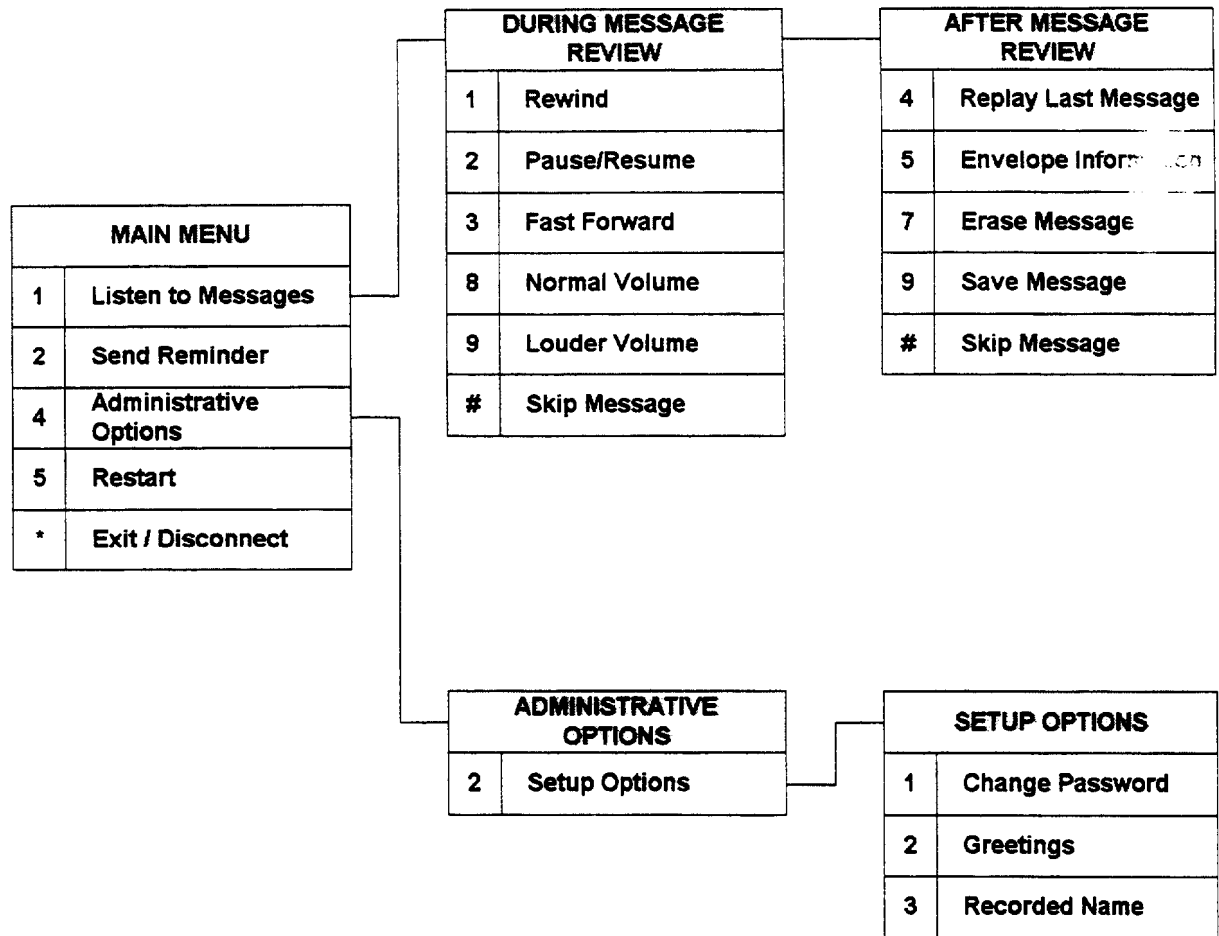 MAIN MENU
1 Listen to Messages
2 Send Reminder
4 Administrative
Options
5 Restart
* Exit / Disconnect
DURING MESSAGE
REVIEW
1 Rewind
2 Pause/Resume
3 Fast Forward
8 Normal Volume
9 Louder Volume
# Skip Message
AFTER MESSAGE
REVIEW
4 Replay Last Message
5 Envelope
7 Erase Message
9 Save Message
# Skip Message
ADMINISTRATIVE
OPTIONS
2 Setup Options
SETUP OPTIONS
1 Change Password
2 Greetings
3 Recorded Name